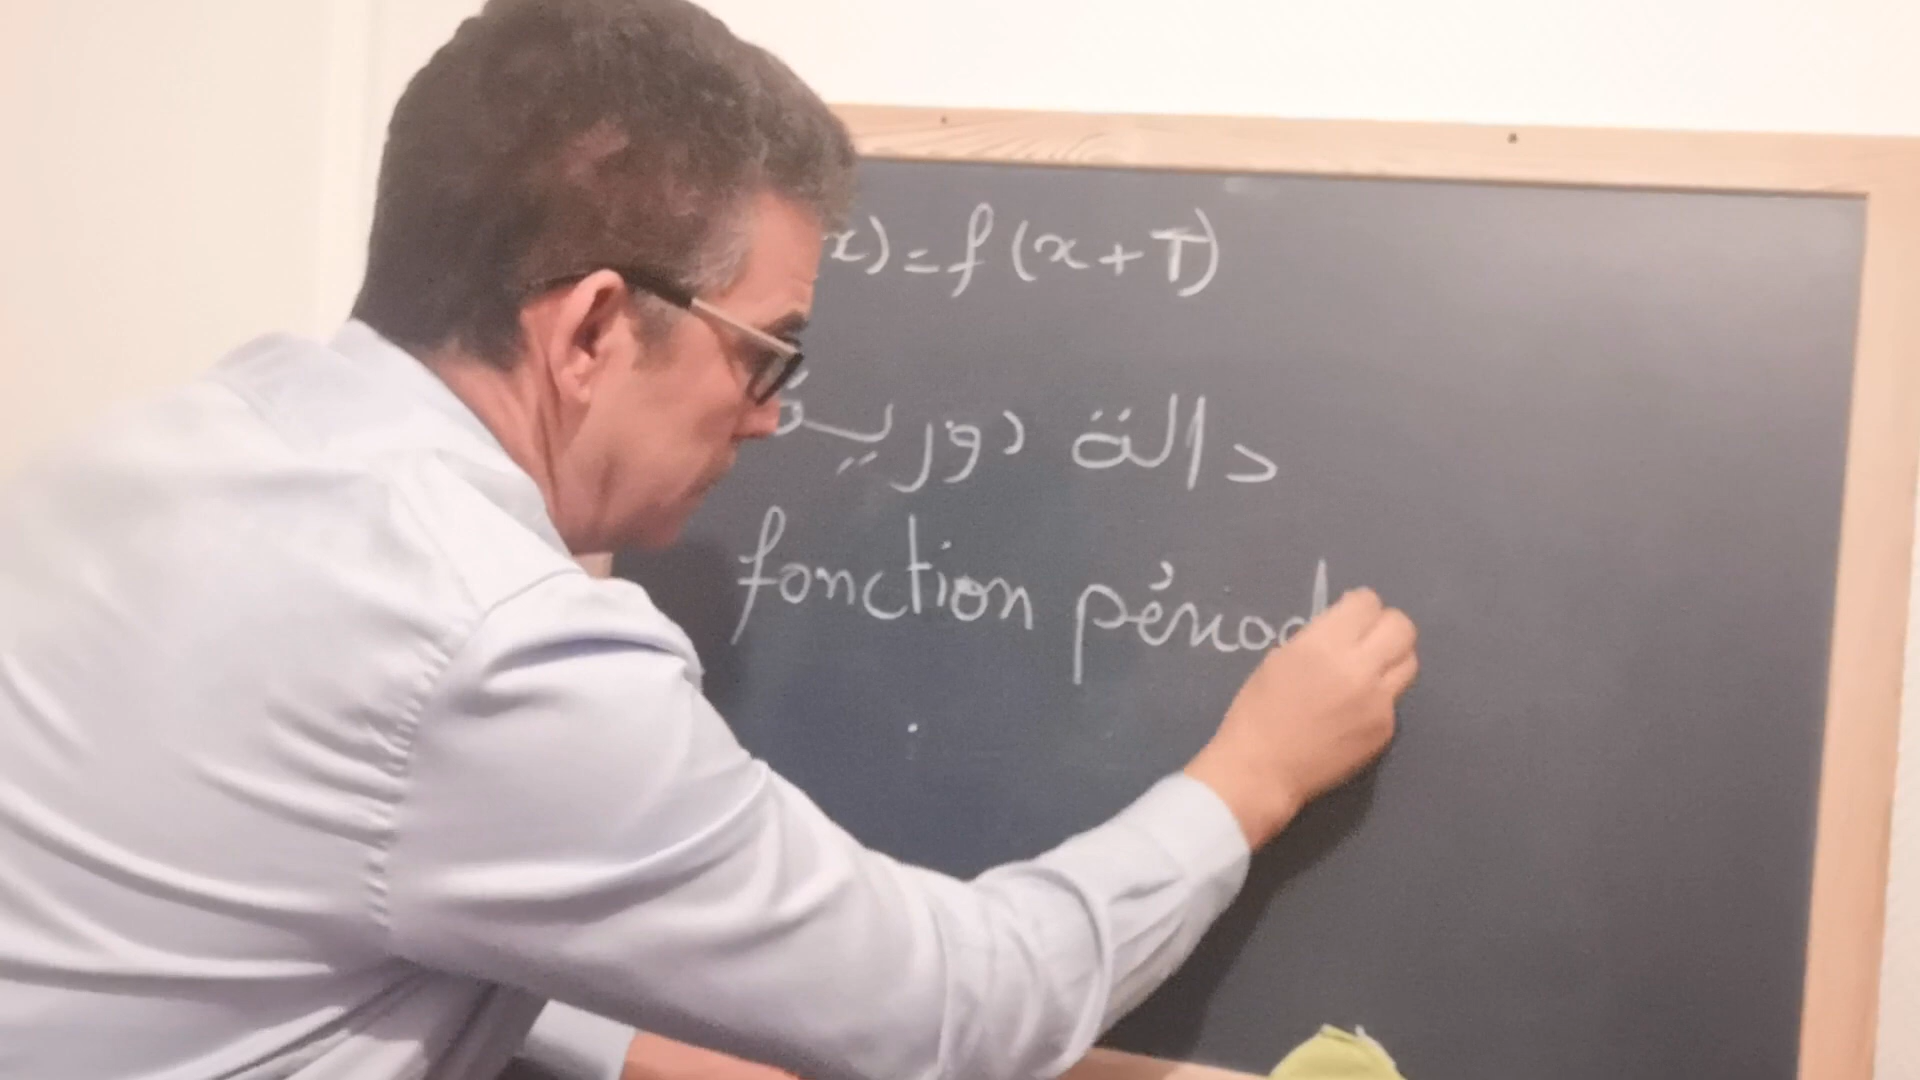 x) = f (x + T)
دالة دورية
fonction périod